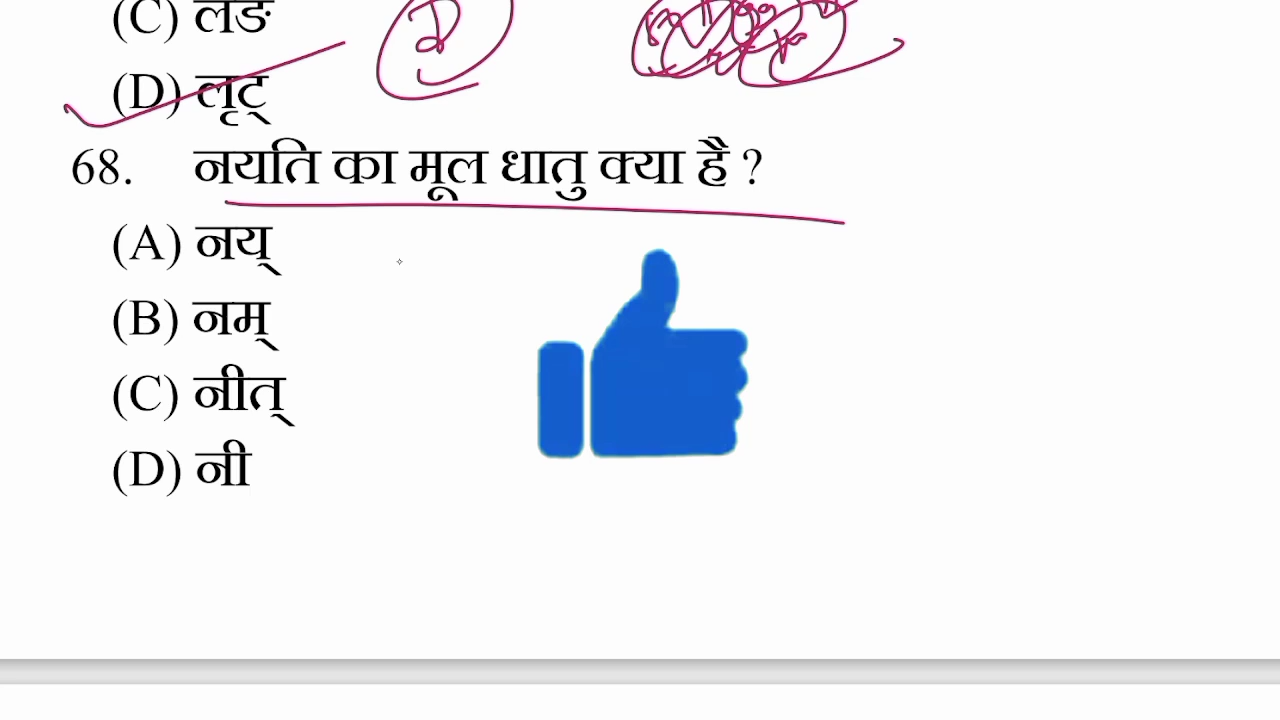 (C) लङ
(D) लृट्
D
68. नयति का मूल धातु क्या है ?
(A) नय्
(B) नम्
(C) नीत्
(D) नी